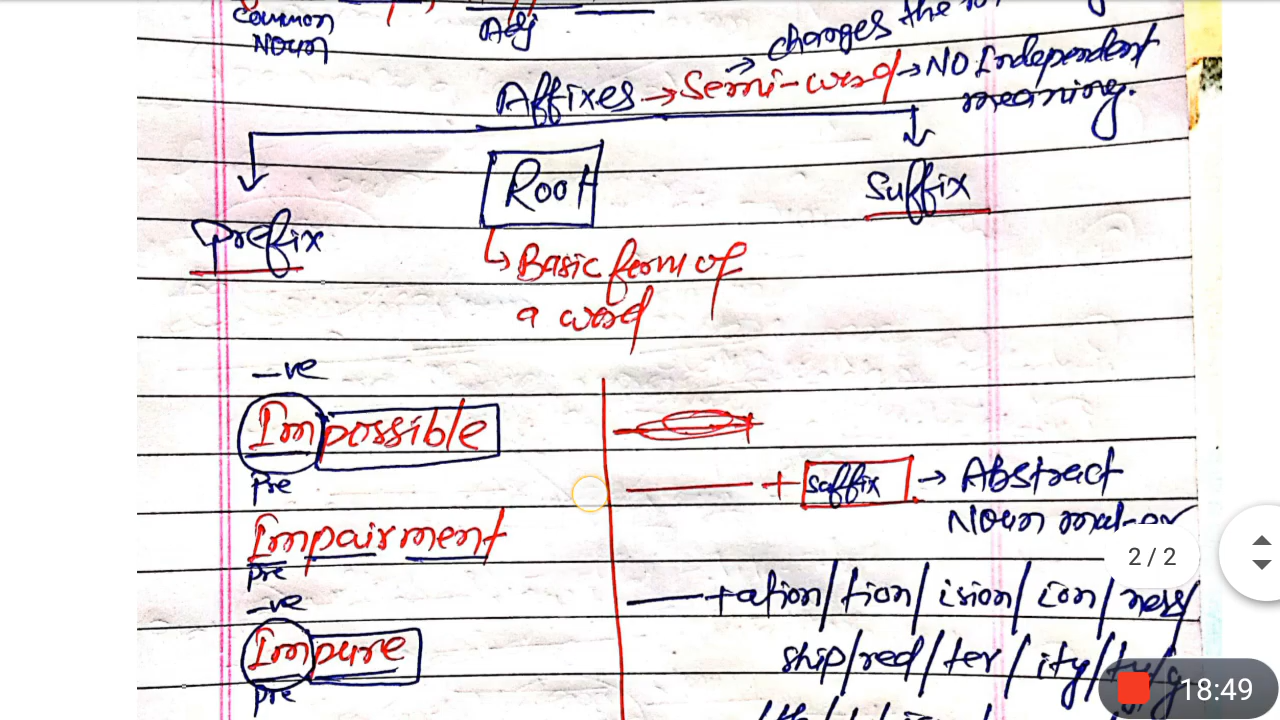 Common
Noun
Adj
→ changes the
Affixes → Semi-word → NO Independent
meaning.
Root
Suffix
Prefix
↳ Basic form of
a word
-ve
Impossible
Pre
+ Suffix → Abstract
Noun
Impairment
Pre
-ve
+ation/tion/ision/ion/ness/
ship/red/ter/ity/ty/
Impure
Pre
2/2
18:49